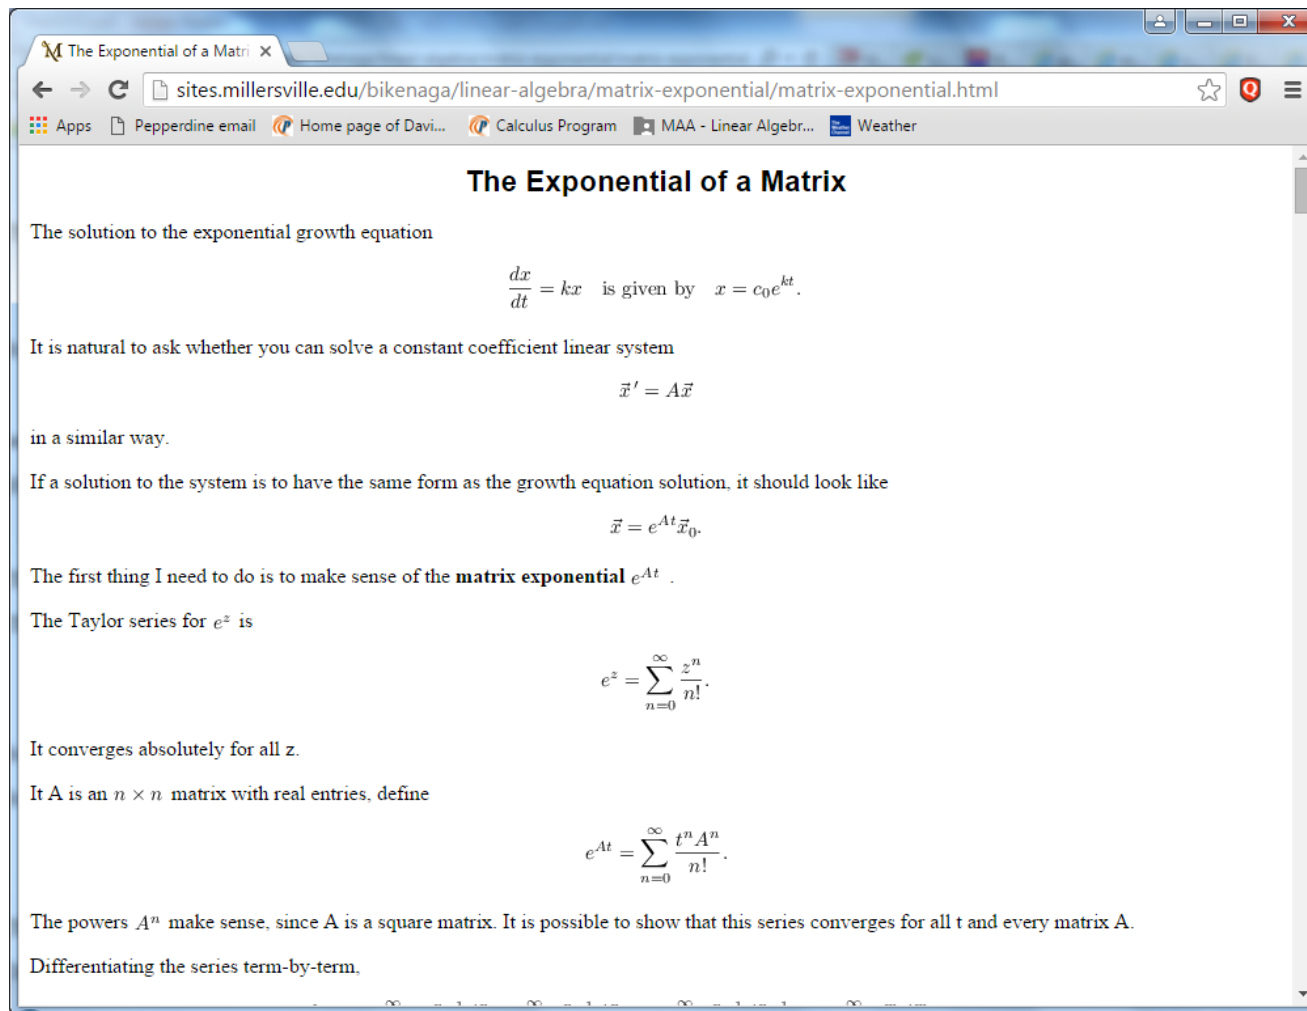 The Exponential of a Matri
sites.millersville.edu/bikenaga/linear-algebra/matrix-exponential/matrix-exponential.html
Apps Pepperdine email Home page of Davi... Calculus Program MAA - Linear Algebr... Weather
The Exponential of a Matrix
The solution to the exponential growth equation
dx/dt = kx is given by x = c₀e^{kt}.
It is natural to ask whether you can solve a constant coefficient linear system
x⃗ ′ = Ax⃗
in a similar way.
If a solution to the system is to have the same form as the growth equation solution, it should look like
x⃗ = e^{At}x⃗₀.
The first thing I need to do is to make sense of the matrix exponential e^{At} .
The Taylor series for e^z is
e^z = ∑_{n=0}^{∞} z^n/n!.
It converges absolutely for all z.
It A is an n × n matrix with real entries, define
e^{At} = ∑_{n=0}^{∞} t^n A^n/n!.
The powers A^n make sense, since A is a square matrix. It is possible to show that this series converges for all t and every matrix A.
Differentiating the series term-by-term,